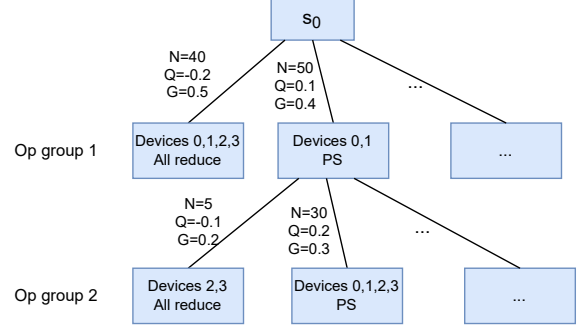 s0
N=40
Q=-0.2
G=0.5
N=50
Q=0.1
G=0.4
...
Op group 1
Devices 0,1,2,3
All reduce
Devices 0,1
PS
...
N=5
Q=-0.1
G=0.2
N=30
Q=0.2
G=0.3
...
Op group 2
Devices 2,3
All reduce
Devices 0,1,2,3
PS
...